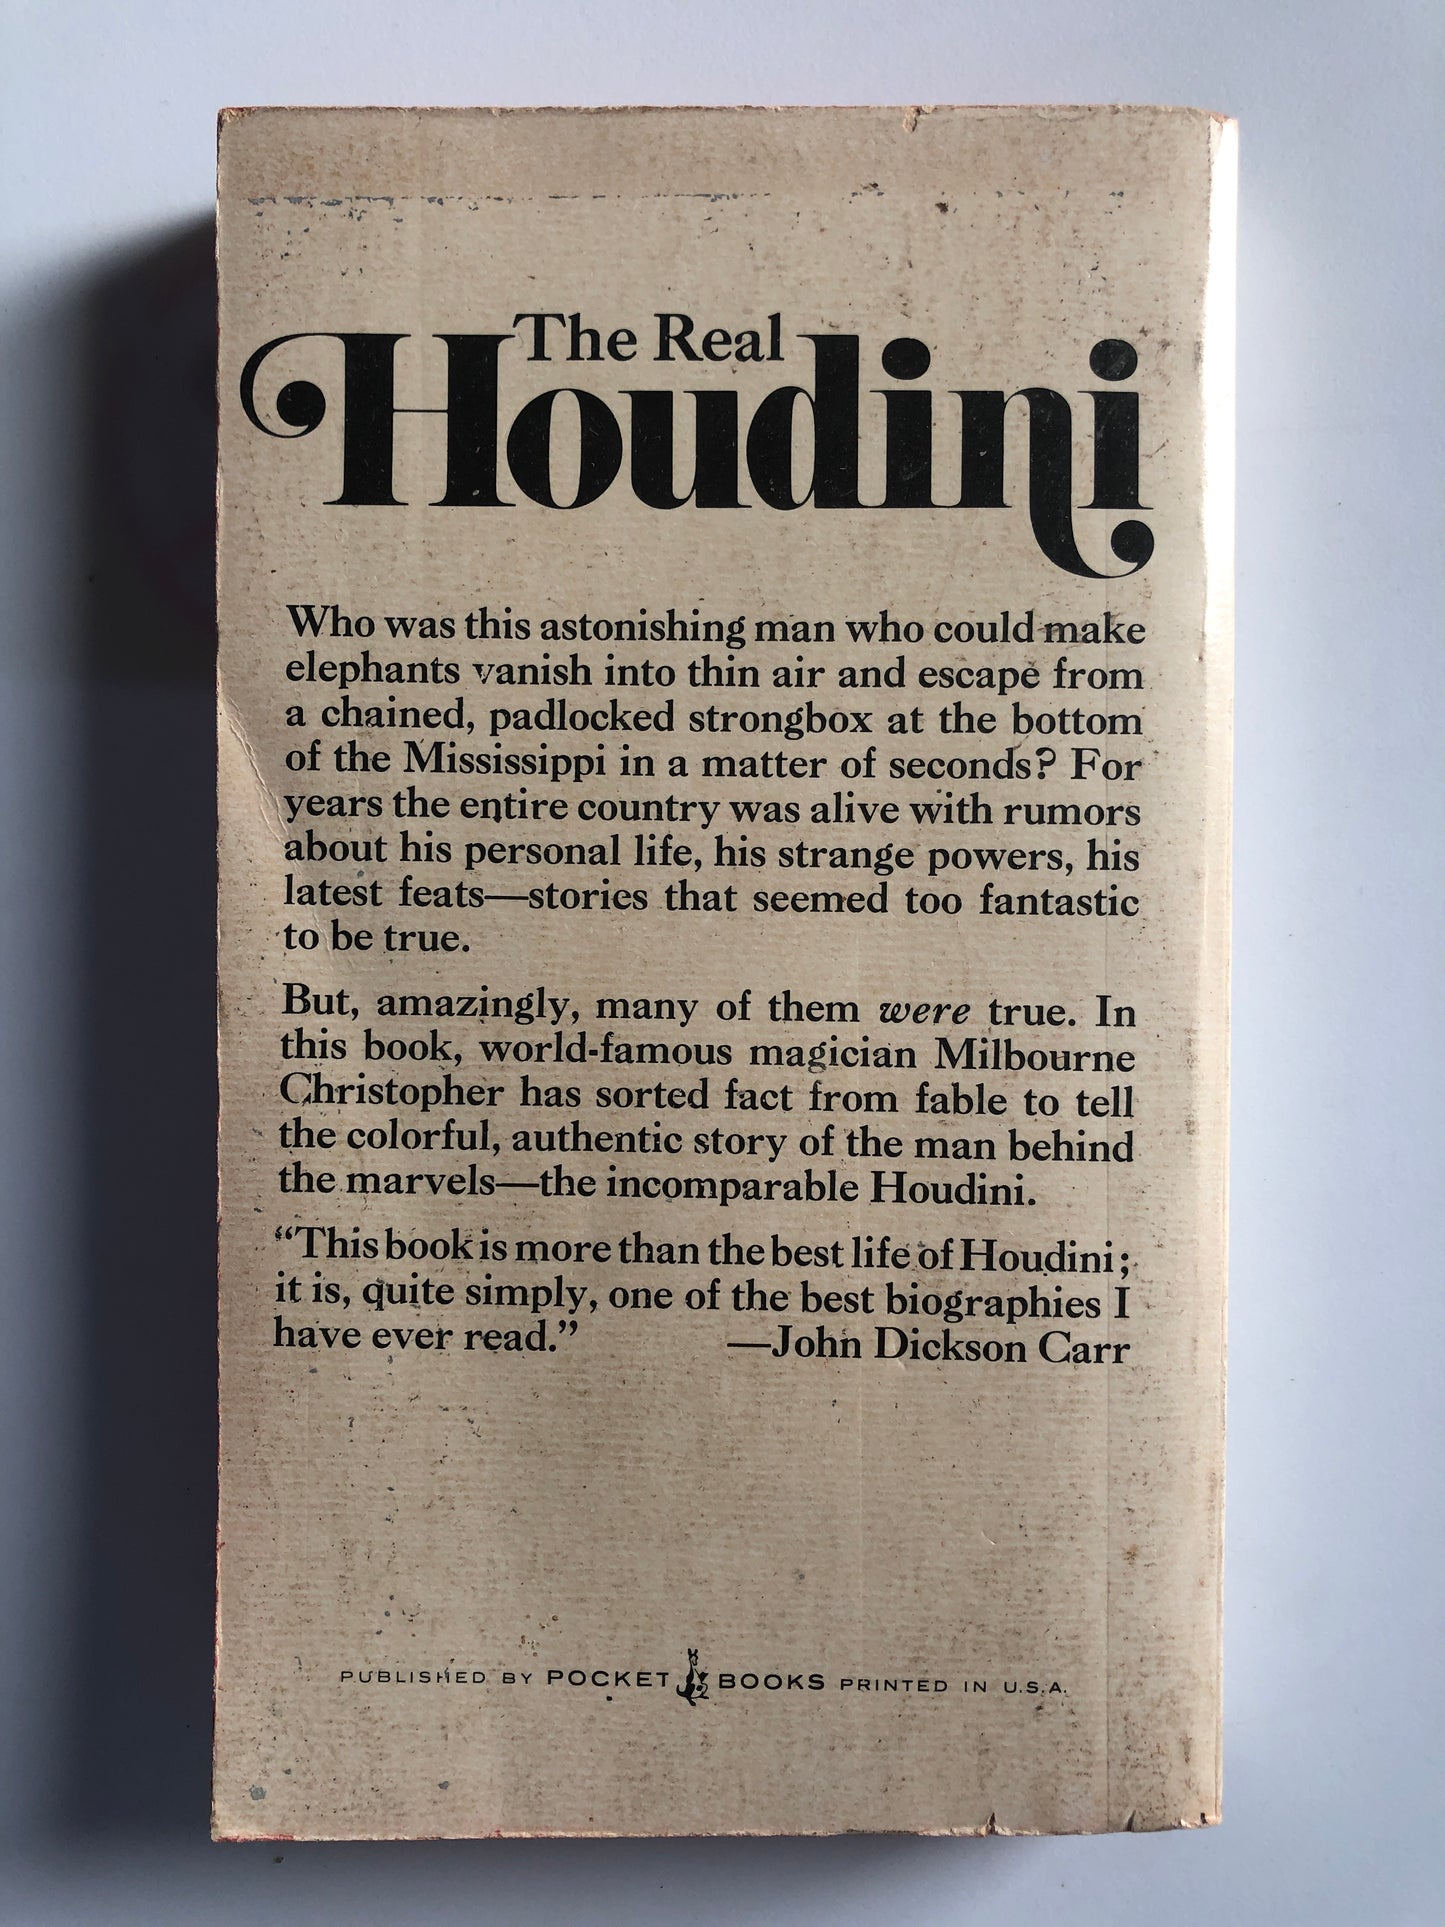 The Real
Houdini
Who was this astonishing man who could make
elephants vanish into thin air and escape from
a chained, padlocked strongbox at the bottom
of the Mississippi in a matter of seconds? For
years the entire country was alive with rumors
about his personal life, his strange powers, his
latest feats—stories that seemed too fantastic
to be true.
But, amazingly, many of them were true. In
this book, world-famous magician Milbourne
Christopher has sorted fact from fable to tell
the colorful, authentic story of the man behind
the marvels—the incomparable Houdini.
“This book is more than the best life of Houdini;
it is, quite simply, one of the best biographies I
have ever read.” —John Dickson Carr
PUBLISHED BY POCKET BOOKS PRINTED IN U.S.A.